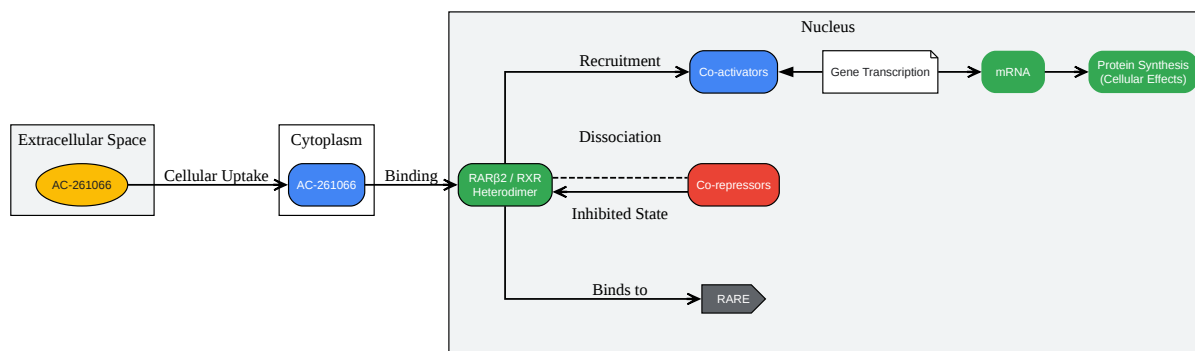 Nucleus
Recruitment
Co-activators
Gene Transcription
mRNA
Protein Synthesis
(Cellular Effects)
Extracellular Space
AC-261066
Cellular Uptake
Cytoplasm
AC-261066
Binding
RARβ2 / RXR
Heterodimer
Dissociation
Co-repressors
Inhibited State
Binds to
RARE